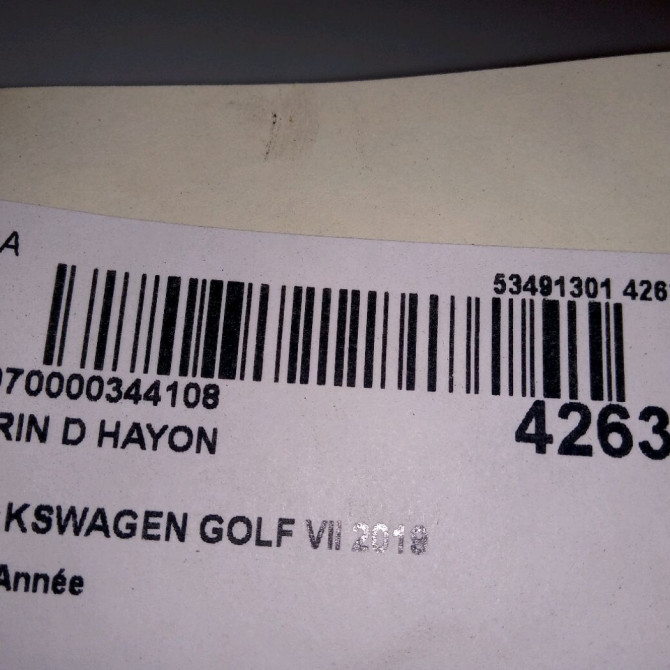 A
53491301 426
070000344108
4263
RIN D HAYON
KSWAGEN GOLF VII 2018
Année